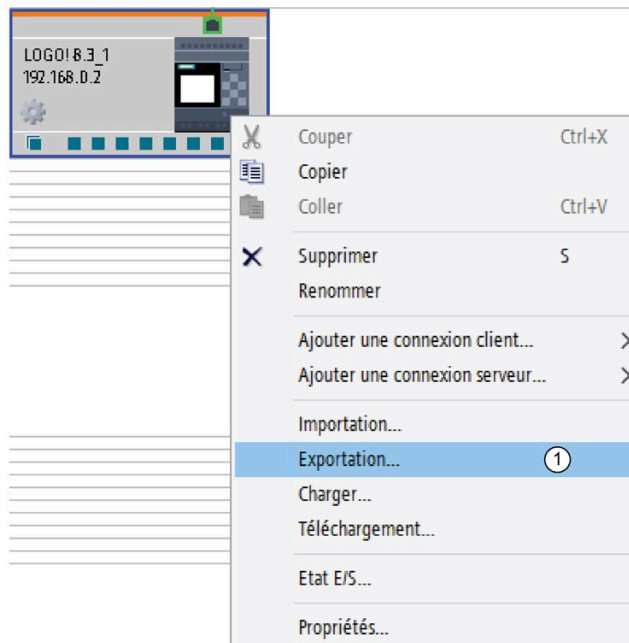 LOGO! 8.3_1
192.168.0.2
Couper Ctrl+X
Copier
Coller Ctrl+V
Supprimer S
Renommer
Ajouter une connexion client...
Ajouter une connexion serveur...
Importation...
Exportation... 1
Charger...
Téléchargement...
Etat E/S...
Propriétés...